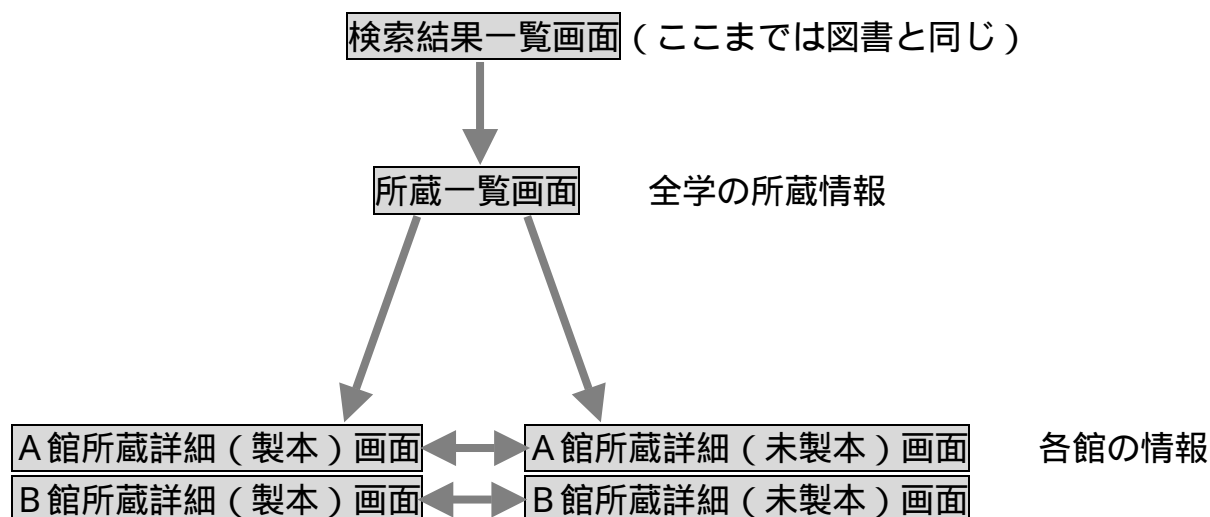 検索結果一覧画面（ここまでは図書と同じ）
所蔵一覧画面 全学の所蔵情報
A館所蔵詳細（製本）画面 A館所蔵詳細（未製本）画面 各館の情報
B館所蔵詳細（製本）画面 B館所蔵詳細（未製本）画面